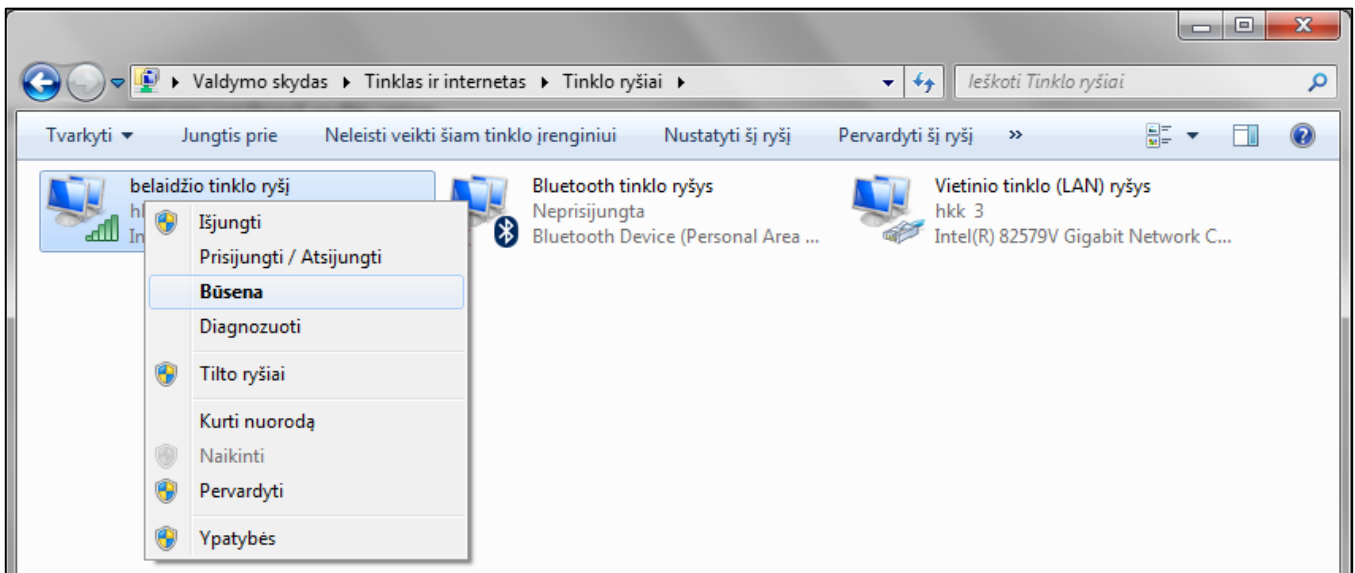 Valdymo skydas ▸ Tinklas ir internetas ▸ Tinklo ryšiai ▸
Ieškoti Tinklo ryšiai
Tvarkyti Jungtis prie Neleisti veikti šiam tinklo įrenginiui Nustatyti šį ryšį Pervardyti šį ryšį »
belaidžio tinklo ryšį
Išjungti
Prisijungti / Atsijungti
Būsena
Diagnozuoti
Tilto ryšiai
Kurti nuorodą
Naikinti
Pervardyti
Ypatybės
Bluetooth tinklo ryšys
Neprisijungta
Bluetooth Device (Personal Area ...
Vietinio tinklo (LAN) ryšys
hkk 3
Intel(R) 82579V Gigabit Network C...